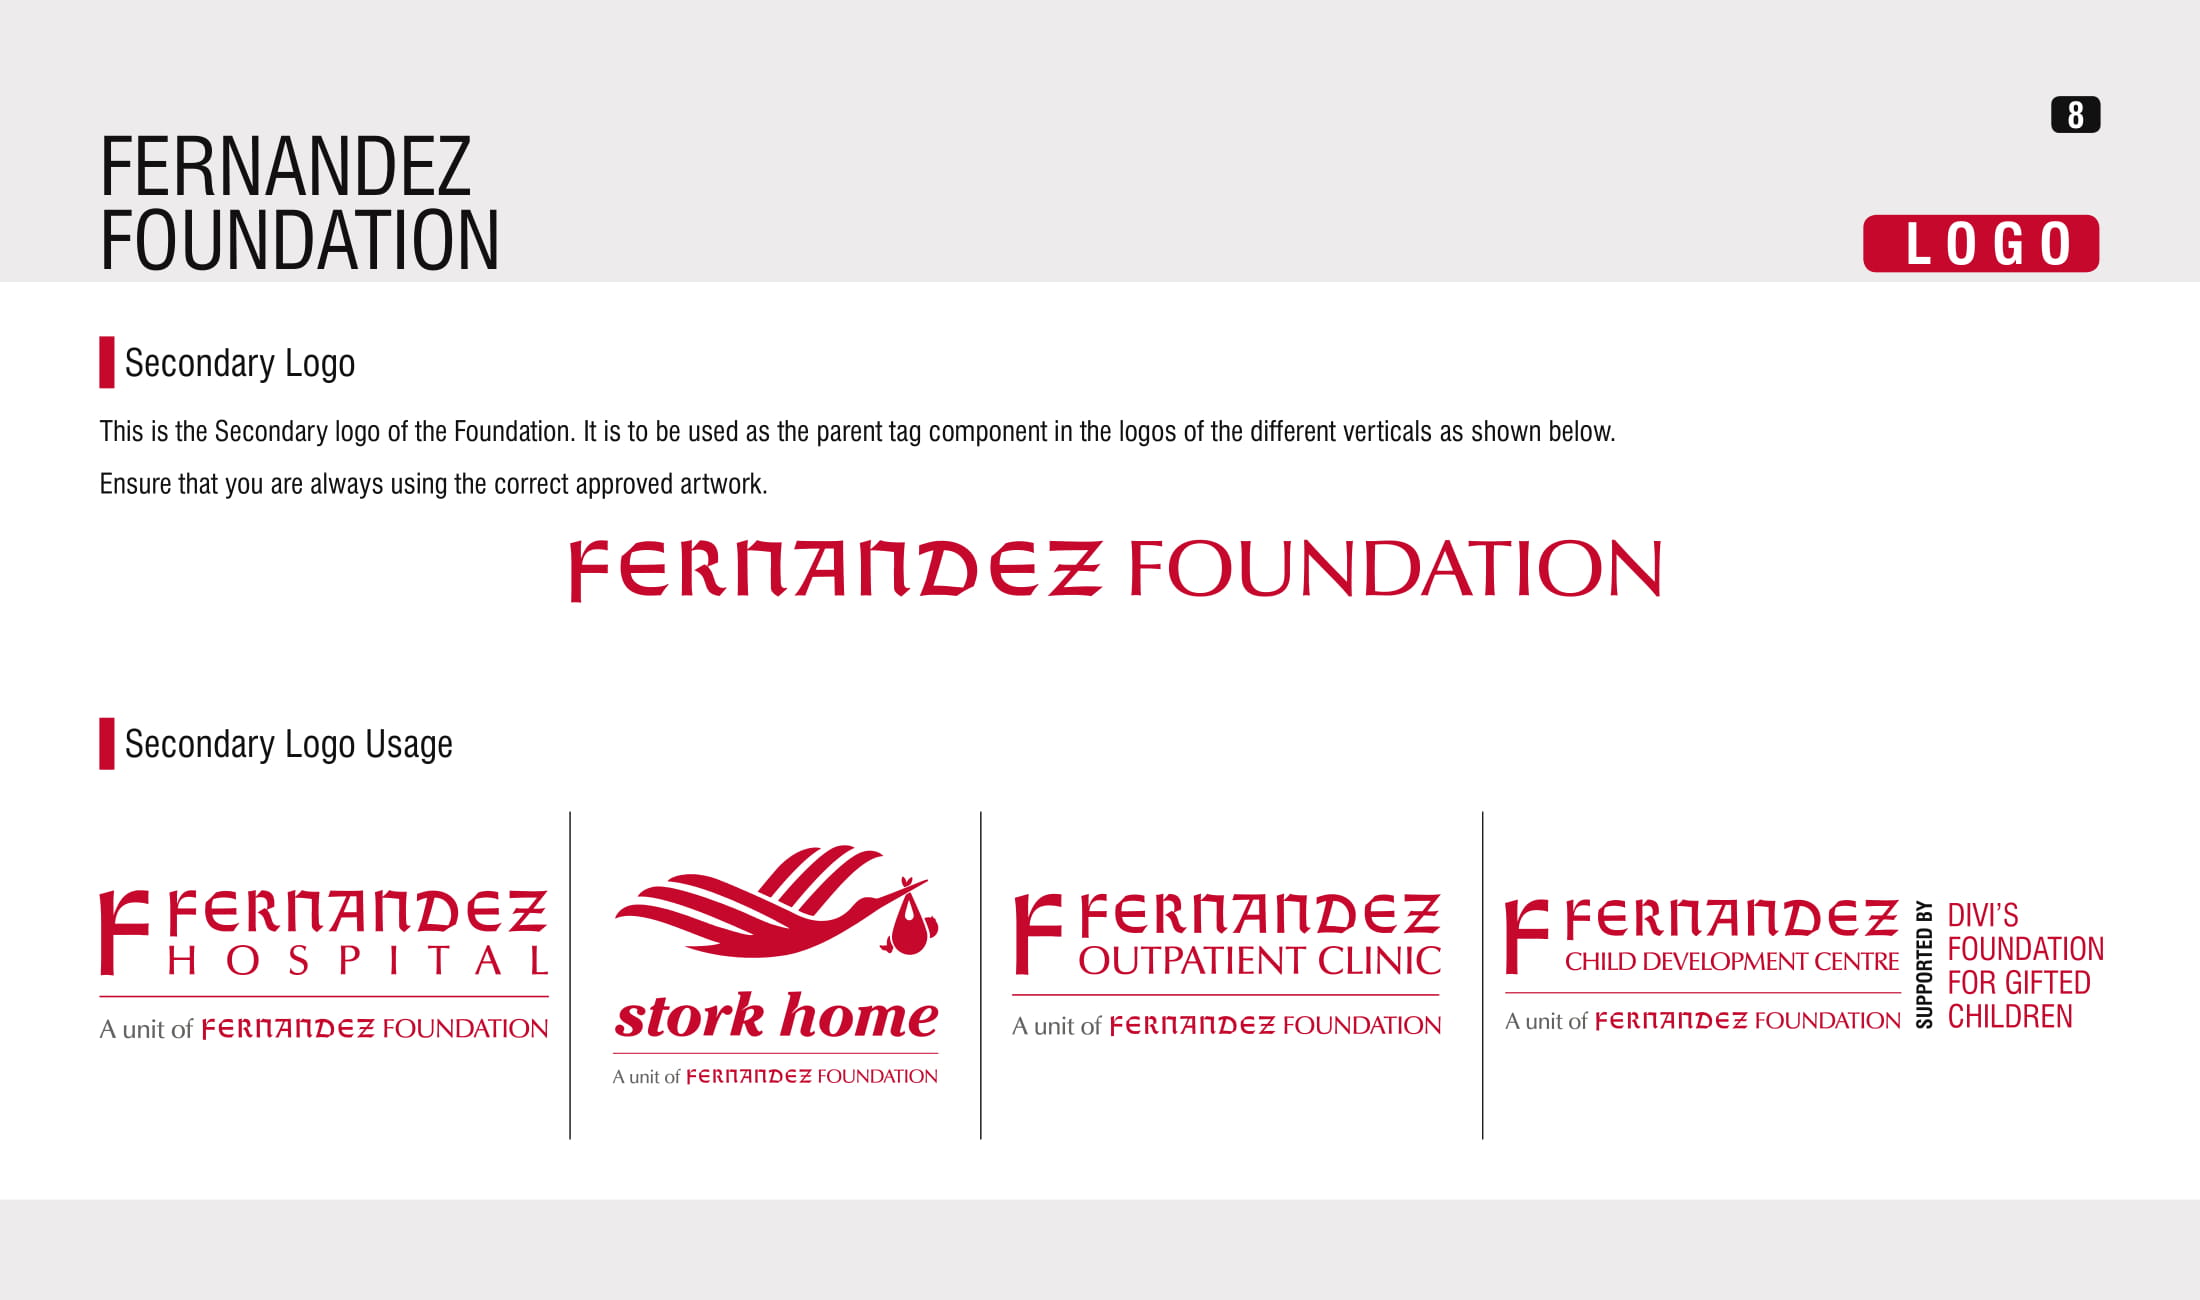 FERNANDEZ
FOUNDATION
8
LOGO
Secondary Logo
This is the Secondary logo of the Foundation. It is to be used as the parent tag component in the logos of the different verticals as shown below.
Ensure that you are always using the correct approved artwork.
FERNANDEZ FOUNDATION
Secondary Logo Usage
F FERNANDEZ
HOSPITAL
A unit of FERNANDEZ FOUNDATION
stork home
A unit of FERNANDEZ FOUNDATION
F FERNANDEZ
OUTPATIENT CLINIC
A unit of FERNANDEZ FOUNDATION
F FERNANDEZ
CHILD DEVELOPMENT CENTRE
A unit of FERNANDEZ FOUNDATION
SUPPORTED BY
DIVI'S
FOUNDATION
FOR GIFTED
CHILDREN